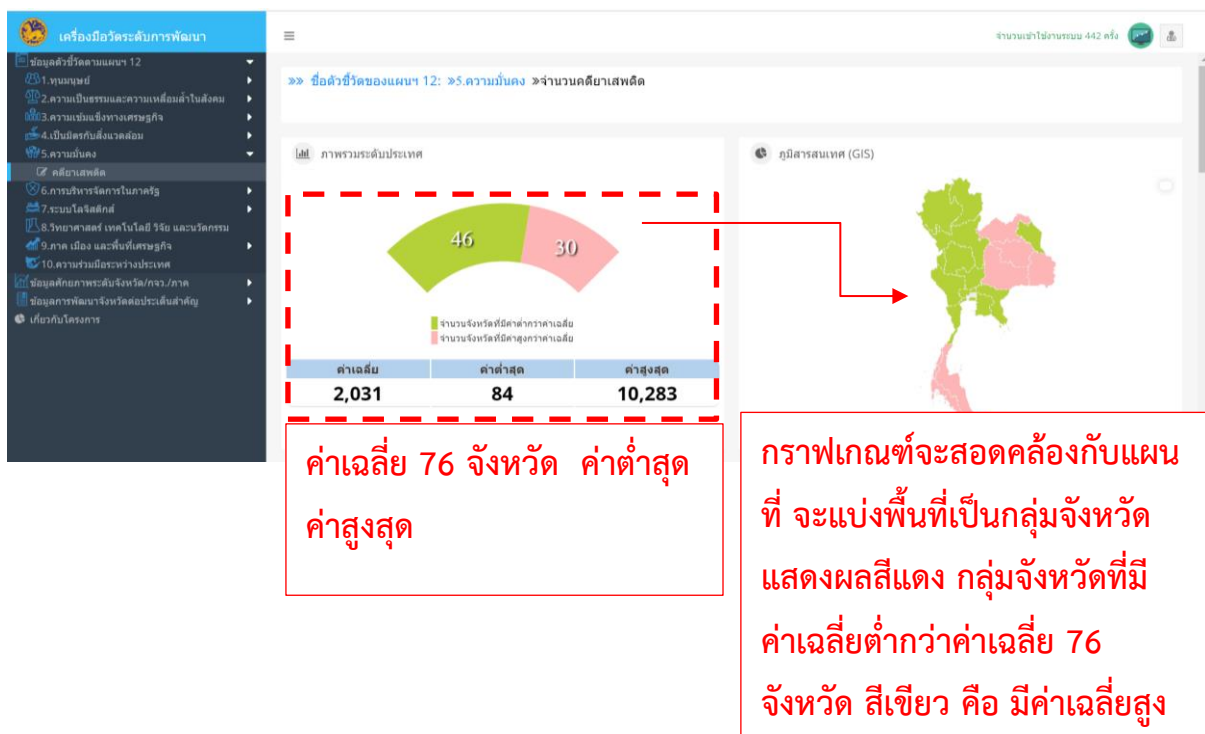 เครื่องมือวัดระดับการพัฒนา
จำนวนเข้าใช้งานระบบ 442 ครั้ง
ข้อมูลตัวชี้วัดตามแผนฯ 12
1.ทุนมนุษย์
2.ความเป็นธรรมและความเหลื่อมล้ำในสังคม
3.ความเข้มแข็งทางเศรษฐกิจ
4.เป็นมิตรกับสิ่งแวดล้อม
5.ความมั่นคง
คดียาเสพติด
6.การบริหารจัดการในภาครัฐ
7.ระบบโลจิสติกส์
8.วิทยาศาสตร์ เทคโนโลยี วิจัย และนวัตกรรม
9.ภาค เมือง และพื้นที่เศรษฐกิจ
10.ความร่วมมือระหว่างประเทศ
ข้อมูลศักยภาพระดับจังหวัด/กจว./ภาค
ข้อมูลการพัฒนาจังหวัดต่อประเด็นสำคัญ
เกี่ยวกับโครงการ
»» ชื่อตัวชี้วัดของแผนฯ 12: »5.ความมั่นคง »จำนวนคดียาเสพติด
ภาพรวมระดับประเทศ
46
30
จำนวนจังหวัดที่มีค่าต่ำกว่าค่าเฉลี่ย
จำนวนจังหวัดที่มีค่าสูงกว่าค่าเฉลี่ย
ค่าเฉลี่ย ค่าต่ำสุด ค่าสูงสุด
2,031 84 10,283
ภูมิสารสนเทศ (GIS)
ค่าเฉลี่ย 76 จังหวัด ค่าต่ำสุด
ค่าสูงสุด
กราฟเกณฑ์จะสอดคล้องกับแผน
ที่ จะแบ่งพื้นที่เป็นกลุ่มจังหวัด
แสดงผลสีแดง กลุ่มจังหวัดที่มี
ค่าเฉลี่ยต่ำกว่าค่าเฉลี่ย 76
จังหวัด สีเขียว คือ มีค่าเฉลี่ยสูง